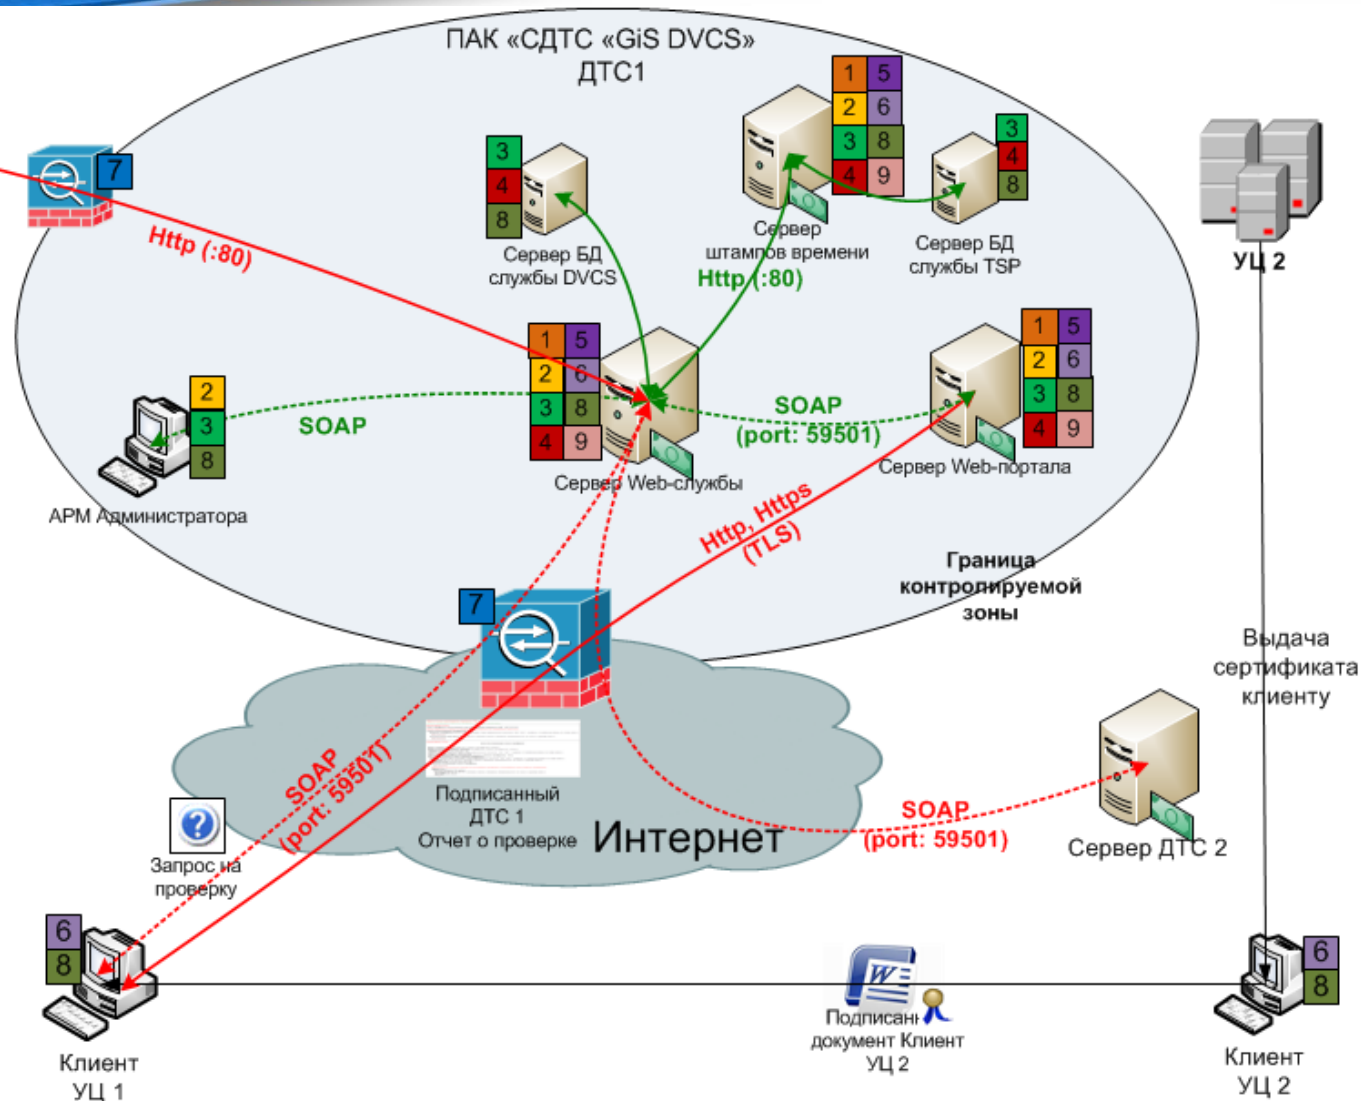 ПАК «СДТС «GiS DVCS»
ДТС1
1 5
2 6
3 8
4 9
7
3
4
8
3
4
8
Сервер
штампов времени
Сервер БД
службы DVCS
Сервер БД
службы TSP
УЦ 2
Http (:80)
Http (:80)
1 5
2 6
3 8
4 9
1 5
2 6
3 8
4 9
2
3
8
SOAP
SOAP
(port: 59501)
Сервер Web-службы
Сервер Web-портала
АРМ Администратора
Http, Https
(TLS)
Граница
контролируемой
зоны
7
Выдача
сертификата
клиенту
SOAP
(port: 59501)
Подписанный
ДТС 1
Отчет о проверке
Интернет
SOAP
(port: 59501)
Сервер ДТС 2
Запрос на
проверку
6
8
6
8
W
документ Клиент
УЦ 2
Клиент
УЦ 1
Клиент
УЦ 2